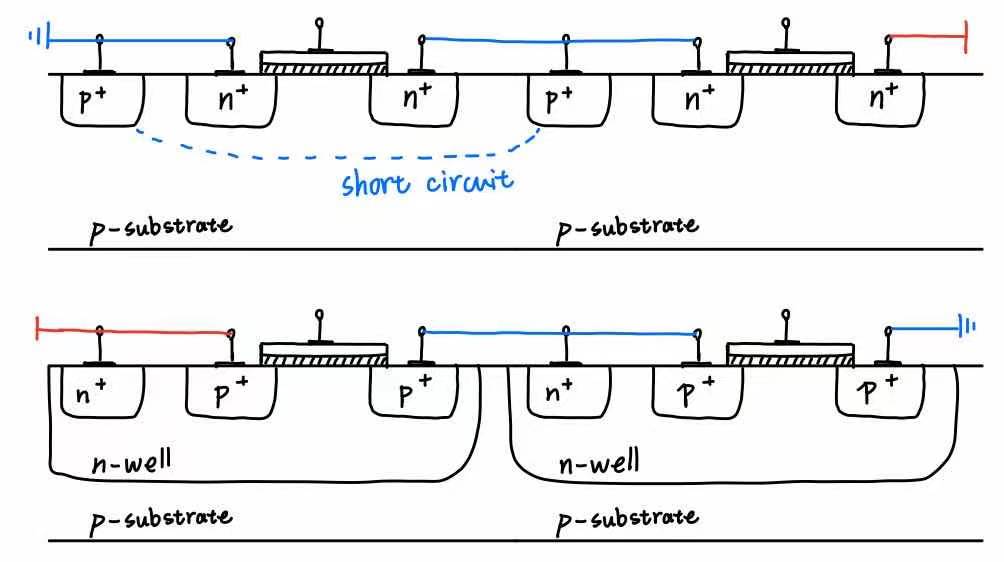 p+ n+ n+ p+ n+ n+
short circuit
p-substrate p-substrate
n+ p+ p+ n+ p+ p+
n-well n-well
p-substrate p-substrate